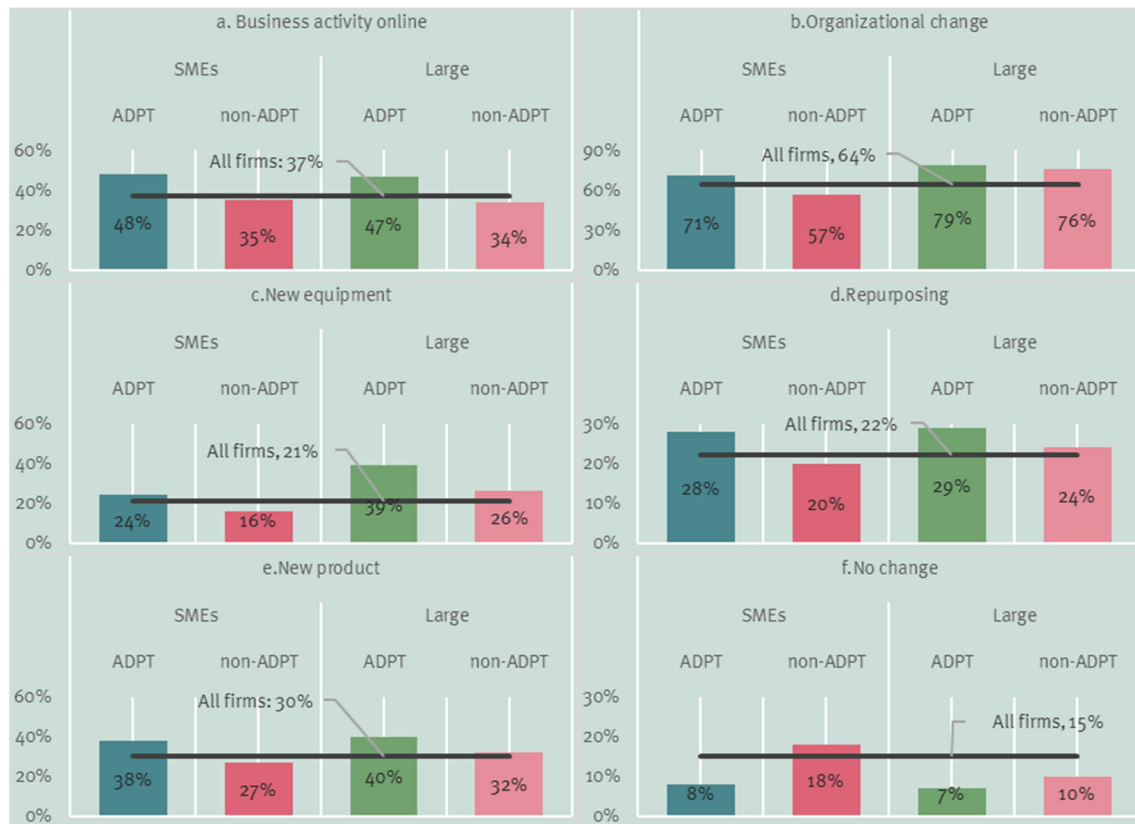 a. Business activity online
SMEs Large
ADPT non-ADPT ADPT non-ADPT
60%
All firms: 37%
40%
48% 35% 47% 34%
20%
0%
b.Organizational change
SMEs Large
ADPT non-ADPT ADPT non-ADPT
90%
All firms, 64%
60%
71% 57% 79% 76%
30%
0%
c.New equipment
SMEs Large
ADPT non-ADPT ADPT non-ADPT
60%
All firms, 21%
40%
39%
20%
24% 16% 26%
0%
d.Repurposing
SMEs Large
ADPT non-ADPT ADPT non-ADPT
30%
All firms, 22%
20%
28% 20% 29% 24%
10%
0%
e.New product
SMEs Large
ADPT non-ADPT ADPT non-ADPT
60%
All firms: 30%
40%
38% 27% 40% 32%
20%
0%
f.No change
SMEs Large
ADPT non-ADPT ADPT non-ADPT
30%
All firms, 15%
20%
10%
8% 18% 7% 10%
0%